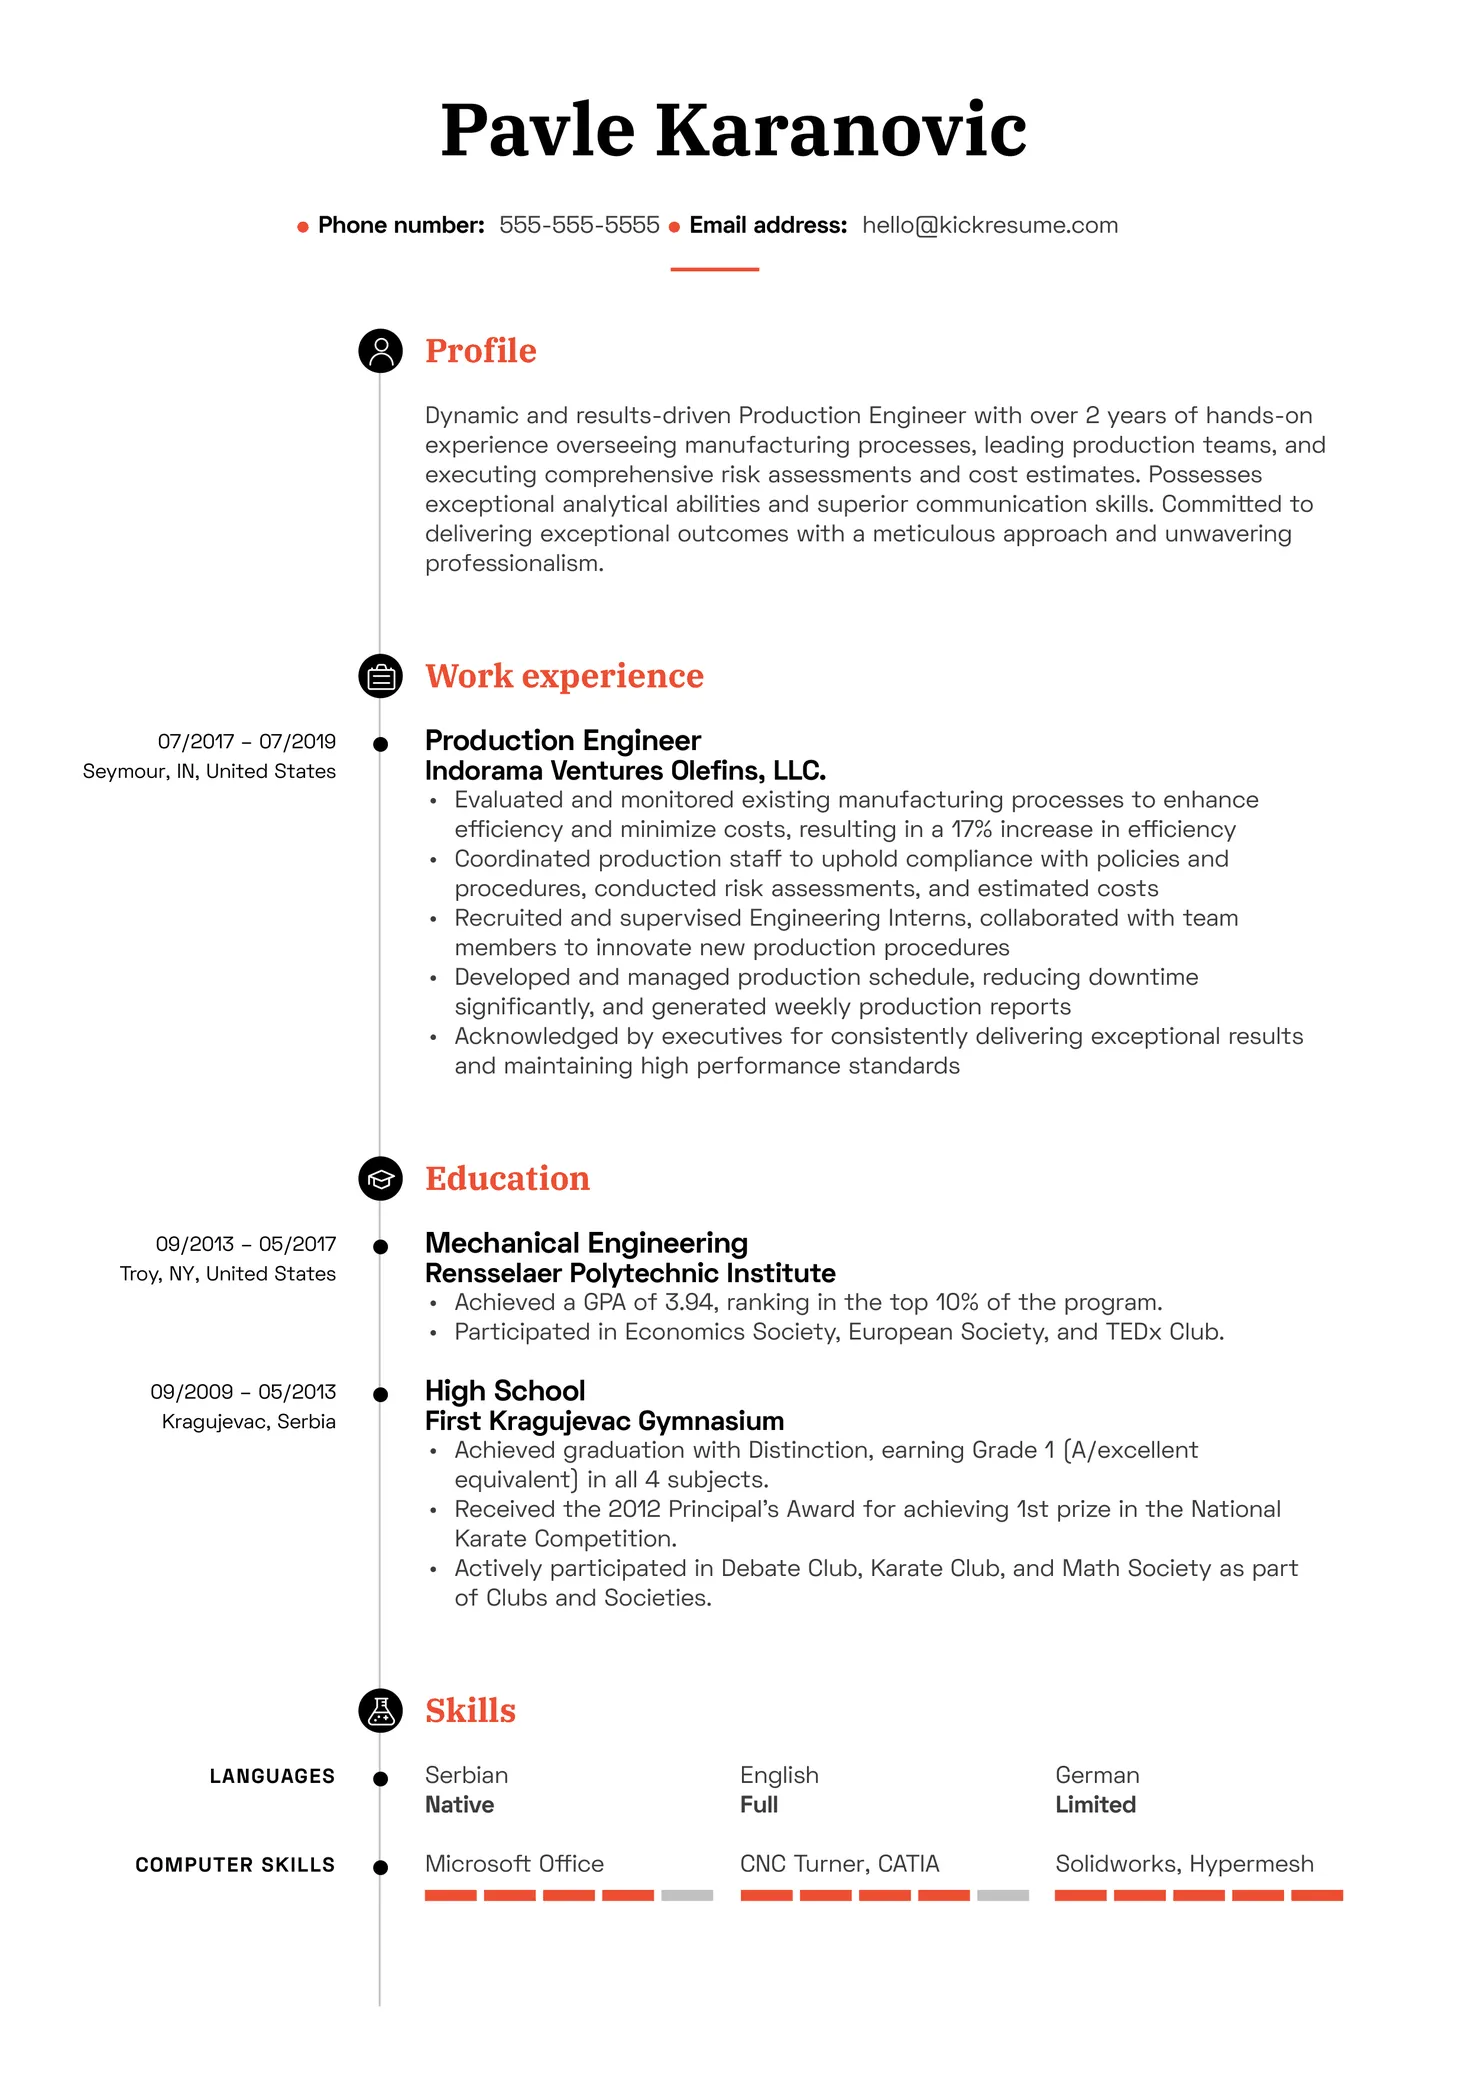 Pavle Karanovic
• Phone number: 555-555-5555 • Email address: hello@kickresume.com
Profile
Dynamic and results-driven Production Engineer with over 2 years of hands-on
experience overseeing manufacturing processes, leading production teams, and
executing comprehensive risk assessments and cost estimates. Possesses
exceptional analytical abilities and superior communication skills. Committed to
delivering exceptional outcomes with a meticulous approach and unwavering
professionalism.
Work experience
07/2017 – 07/2019
Seymour, IN, United States
Production Engineer
Indorama Ventures Olefins, LLC.
• Evaluated and monitored existing manufacturing processes to enhance
efficiency and minimize costs, resulting in a 17% increase in efficiency
• Coordinated production staff to uphold compliance with policies and
procedures, conducted risk assessments, and estimated costs
• Recruited and supervised Engineering Interns, collaborated with team
members to innovate new production procedures
• Developed and managed production schedule, reducing downtime
significantly, and generated weekly production reports
• Acknowledged by executives for consistently delivering exceptional results
and maintaining high performance standards
Education
09/2013 – 05/2017
Troy, NY, United States
Mechanical Engineering
Rensselaer Polytechnic Institute
• Achieved a GPA of 3.94, ranking in the top 10% of the program.
• Participated in Economics Society, European Society, and TEDx Club.
09/2009 – 05/2013
Kragujevac, Serbia
High School
First Kragujevac Gymnasium
• Achieved graduation with Distinction, earning Grade 1 (A/excellent
equivalent) in all 4 subjects.
• Received the 2012 Principal's Award for achieving 1st prize in the National
Karate Competition.
• Actively participated in Debate Club, Karate Club, and Math Society as part
of Clubs and Societies.
Skills
LANGUAGES
Serbian
Native
English
Full
German
Limited
COMPUTER SKILLS
Microsoft Office
CNC Turner, CATIA
Solidworks, Hypermesh